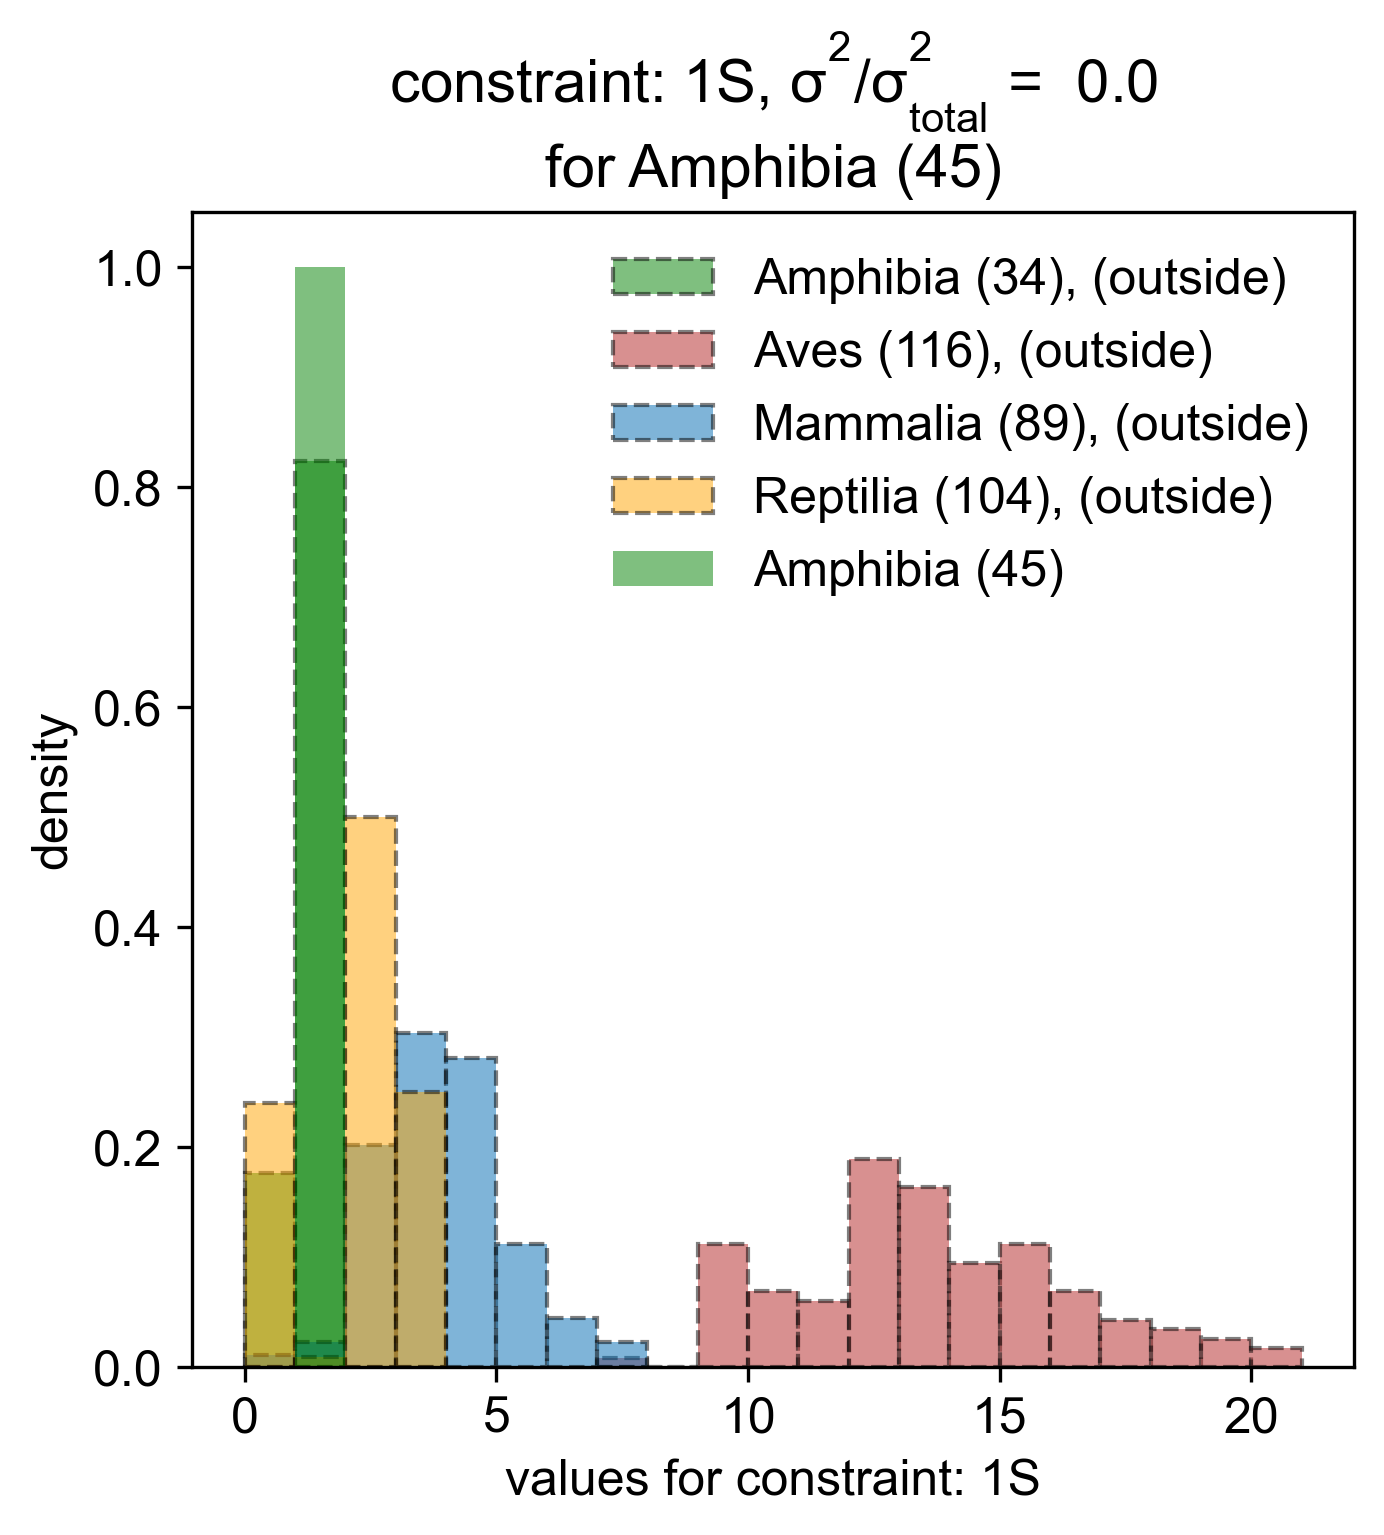 constraint: 1S, σ²/σ²total = 0.0
for Amphibia (45)
Amphibia (34), (outside)
Aves (116), (outside)
Mammalia (89), (outside)
Reptilia (104), (outside)
Amphibia (45)
1.0
0.8
0.6
0.4
0.2
0.0
density
0 5 10 15 20
values for constraint: 1S